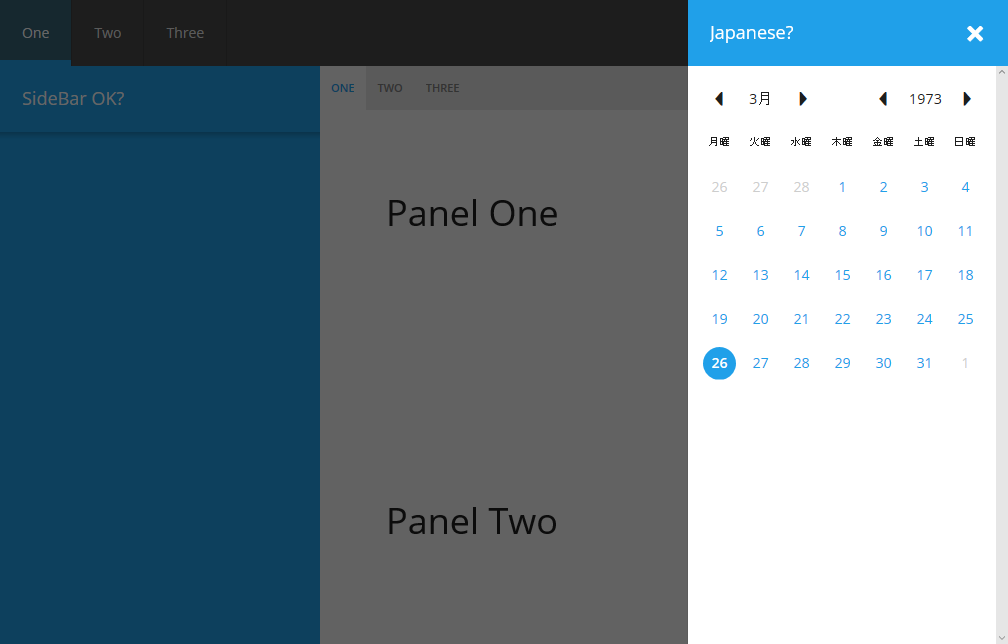 One Two Three
SideBar OK?
ONE TWO THREE
Panel One
Panel Two
Japanese?
3月 1973
月曜 火曜 水曜 木曜 金曜 土曜 日曜
26 27 28 1 2 3 4
5 6 7 8 9 10 11
12 13 14 15 16 17 18
19 20 21 22 23 24 25
26 27 28 29 30 31 1